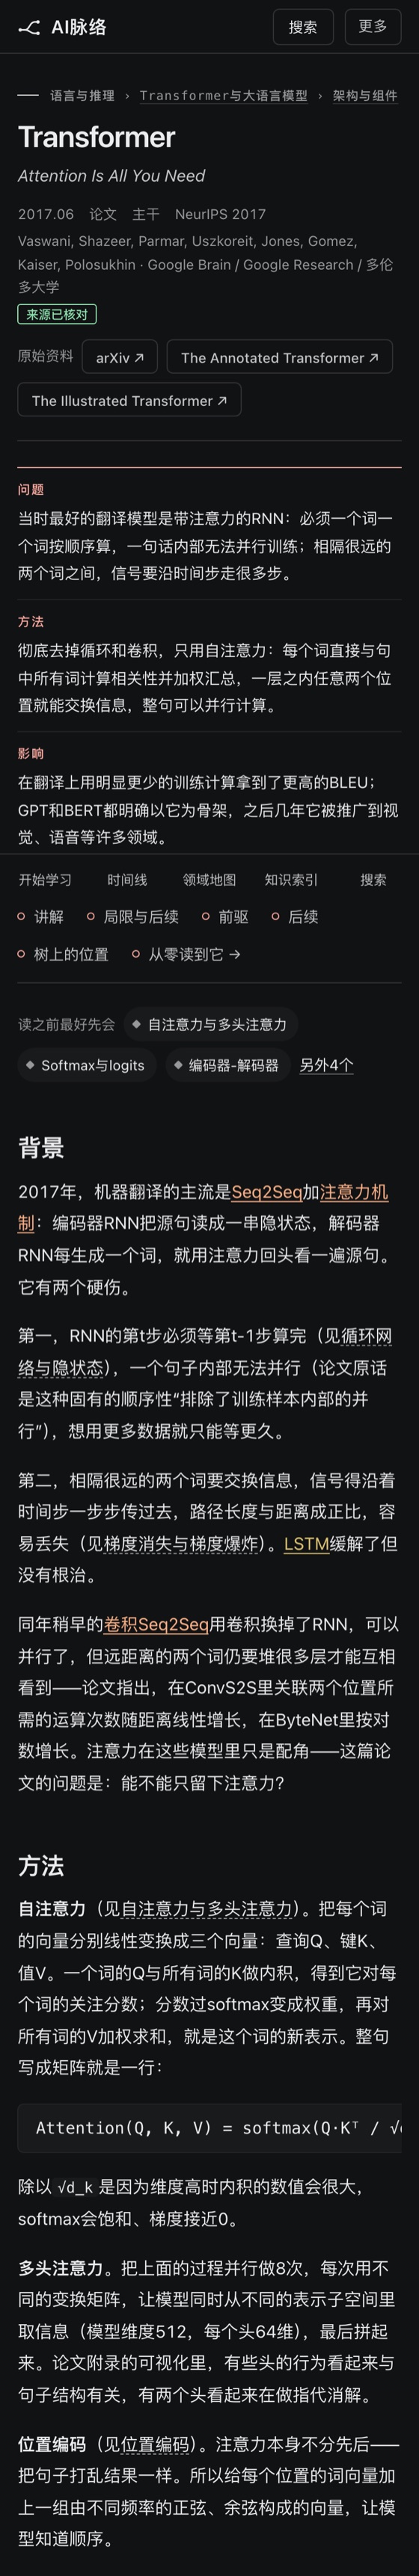 AI脉络
搜索
更多
语言与推理 › Transformer与大语言模型 › 架构与组件
Transformer
Attention Is All You Need
2017.06 论文 主干 NeurIPS 2017
Vaswani, Shazeer, Parmar, Uszkoreit, Jones, Gomez,
Kaiser, Polosukhin · Google Brain / Google Research / 多伦
多大学
来源已核对
原始资料 arXiv ↗ The Annotated Transformer ↗
The Illustrated Transformer ↗
问题
当时最好的翻译模型是带注意力的RNN：必须一个词一
个词按顺序算，一句话内部无法并行训练；相隔很远的
两个词之间，信号要沿时间步走很多步。
方法
彻底去掉循环和卷积，只用自注意力：每个词直接与句
中所有词计算相关性并加权汇总，一层之内任意两个位
置就能交换信息，整句可以并行计算。
影响
在翻译上用明显更少的训练计算拿到了更高的BLEU；
GPT和BERT都明确以它为骨架，之后几年它被推广到视
觉、语音等许多领域。
开始学习 时间线 领域地图 知识索引 搜索
讲解 局限与后续 前驱 后续
树上的位置 从零读到它 →
读之前最好先会 ◆ 自注意力与多头注意力
◆ Softmax与logits ◆ 编码器-解码器 另外4个
背景
2017年，机器翻译的主流是Seq2Seq加注意力机
制：编码器RNN把源句读成一串隐状态，解码器
RNN每生成一个词，就用注意力回头看一遍源句。
它有两个硬伤。
第一，RNN的第t步必须等第t-1步算完（见循环网
络与隐状态），一个句子内部无法并行（论文原话
是这种固有的顺序性“排除了训练样本内部的并
行”），想用更多数据就只能等更久。
第二，相隔很远的两个词要交换信息，信号得沿着
时间步一步步传过去，路径长度与距离成正比，容
易丢失（见梯度消失与梯度爆炸）。LSTM缓解了但
没有根治。
同年稍早的卷积Seq2Seq用卷积换掉了RNN，可以
并行了，但远距离的两个词仍要堆很多层才能互相
看到——论文指出，在ConvS2S里关联两个位置所
需的运算次数随距离线性增长，在ByteNet里按对
数增长。注意力在这些模型里只是配角——这篇论
文的问题是：能不能只留下注意力？
方法
自注意力（见自注意力与多头注意力）。把每个词
的向量分别线性变换成三个向量：查询Q、键K、
值V。一个词的Q与所有词的K做内积，得到它对每
个词的关注分数；分数过softmax变成权重，再对
所有词的V加权求和，就是这个词的新表示。整句
写成矩阵就是一行：
Attention(Q, K, V) = softmax(Q·Kᵀ / √
除以 √d_k 是因为维度高时内积的数值会很大，
softmax会饱和、梯度接近0。
多头注意力。把上面的过程并行做8次，每次用不
同的变换矩阵，让模型同时从不同的表示子空间里
取信息（模型维度512，每个头64维），最后拼起
来。论文附录的可视化里，有些头的行为看起来与
句子结构有关，有两个头看起来在做指代消解。
位置编码（见位置编码）。注意力本身不分先后——
把句子打乱结果一样。所以给每个位置的词向量加
上一组由不同频率的正弦、余弦构成的向量，让模
型知道顺序。